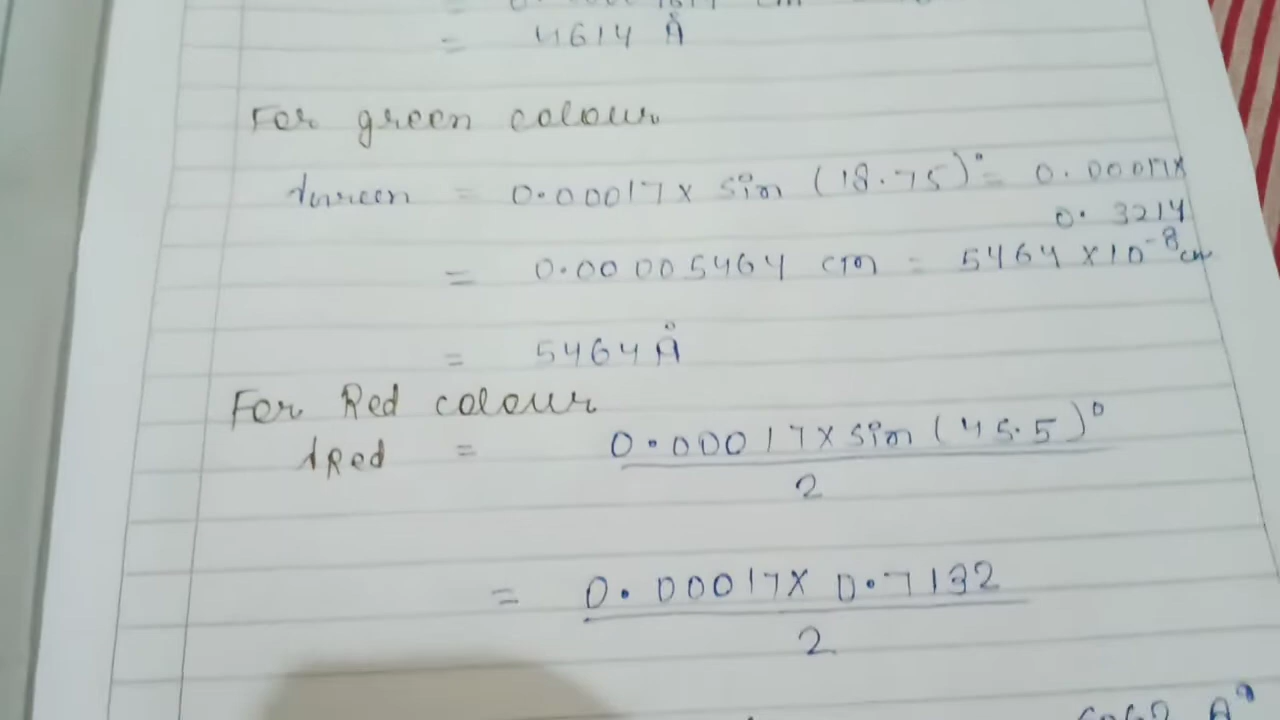 = 4614 Å
For green colour
λgreen = 0.00017 x sin (18.75)° = 0.00017x
0.3214
= 0.00005464 cm = 5464 x 10⁻⁸ cm
= 5464 Å
For Red colour
λRed = 0.00017 x sin (45.5)°
2
= 0.00017 x 0.7132
2